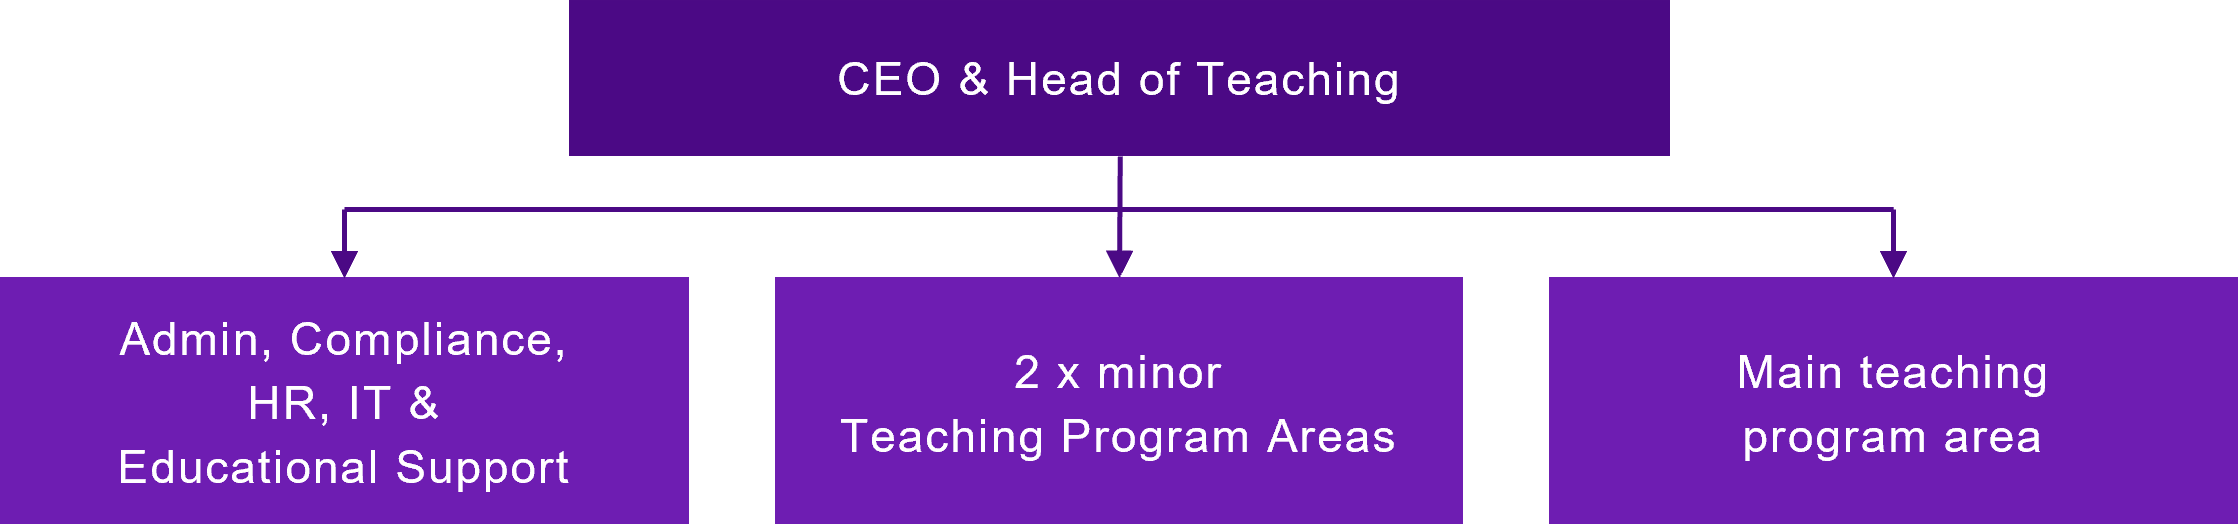 CEO & Head of Teaching
Admin, Compliance,
HR, IT &
Educational Support
2 x minor
Teaching Program Areas
Main teaching
program area